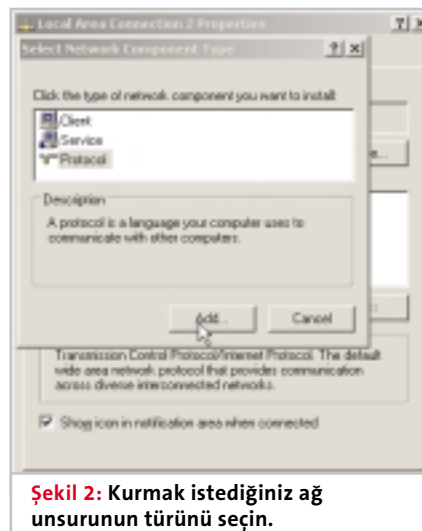 Local Area Connection 2 Properties
Select Network Component Type
Click the type of network component you want to install:
Client
Service
Protocol
Description
A protocol is a language your computer uses to
communicate with other computers.
Add...
Cancel
Transmission Control Protocol/Internet Protocol. The default
wide area network protocol that provides communication
across diverse interconnected networks.
Show icon in notification area when connected
Şekil 2: Kurmak istediğiniz ağ
unsurunun türünü seçin.